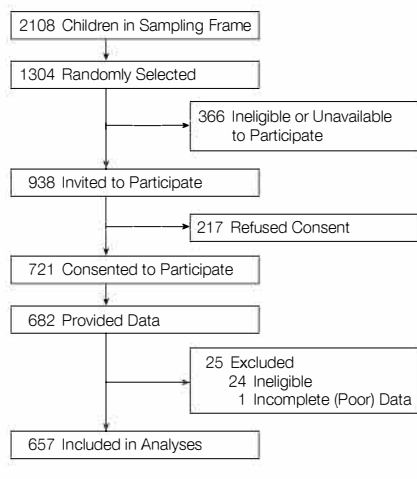 2108 Children in Sampling Frame
1304 Randomly Selected
366 Ineligible or Unavailable
to Participate
938 Invited to Participate
217 Refused Consent
721 Consented to Participate
682 Provided Data
25 Excluded
24 Ineligible
1 Incomplete (Poor) Data
657 Included in Analyses